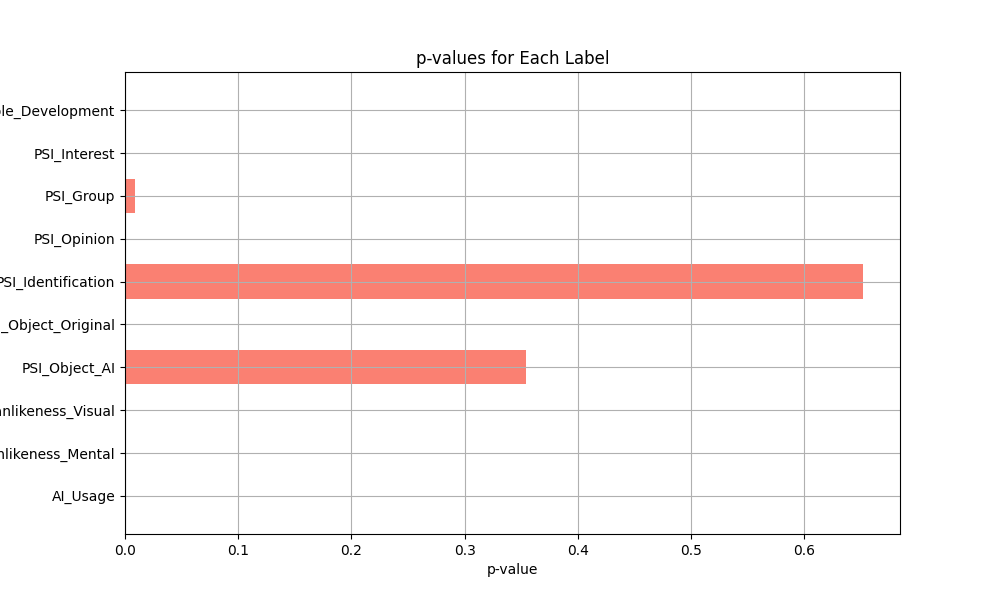 p-values for Each Label
le_Development
PSI_Interest
PSI_Group
PSI_Opinion
PSI_Identification
_Object_Original
PSI_Object_AI
nlikeness_Visual
nlikeness_Mental
AI_Usage
0.0 0.1 0.2 0.3 0.4 0.5 0.6
p-value